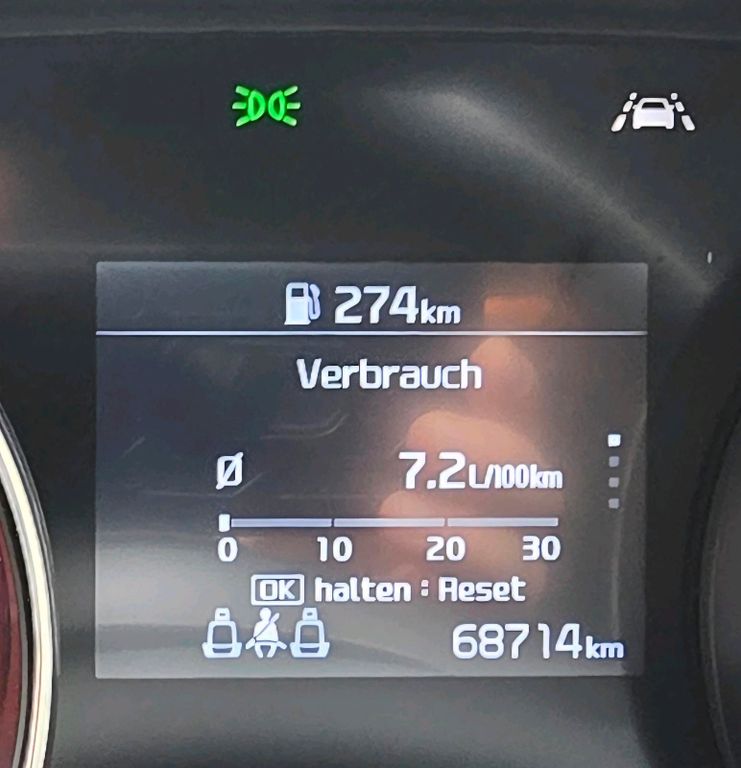 274km
Verbrauch
Ø 7.2L/100km
0 10 20 30
OK halten : Reset
68714km